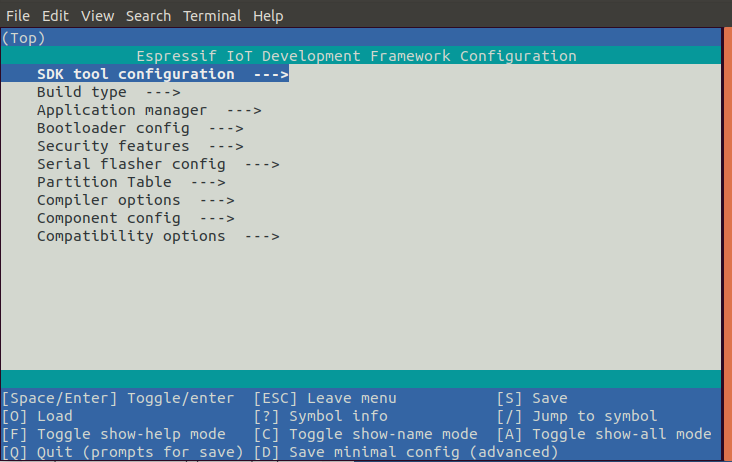 File Edit View Search Terminal Help
(Top)
Espressif IoT Development Framework Configuration
SDK tool configuration --->
Build type --->
Application manager --->
Bootloader config --->
Security features --->
Serial flasher config --->
Partition Table --->
Compiler options --->
Component config --->
Compatibility options --->
[Space/Enter] Toggle/enter [ESC] Leave menu [S] Save
[O] Load [?] Symbol info [/] Jump to symbol
[F] Toggle show-help mode [C] Toggle show-name mode [A] Toggle show-all mode
[Q] Quit (prompts for save) [D] Save minimal config (advanced)